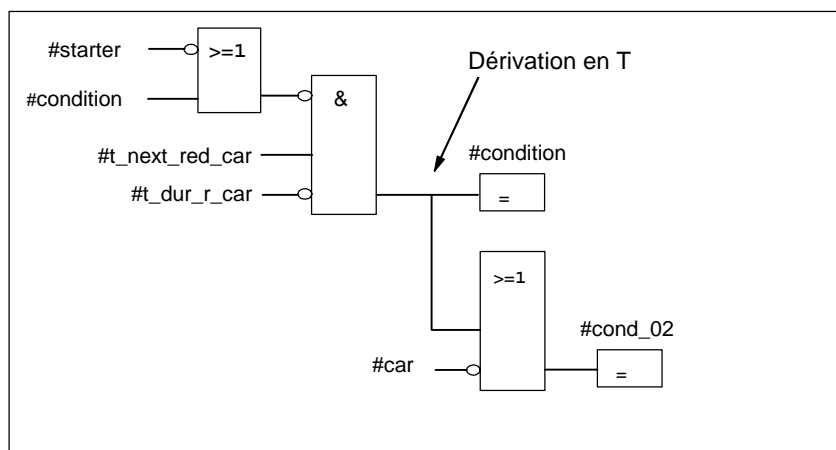 #starter
>=1
Dérivation en T
#condition
&
#condition
#t_next_red_car
#t_dur_r_car
=
>=1
#cond_02
#car
=